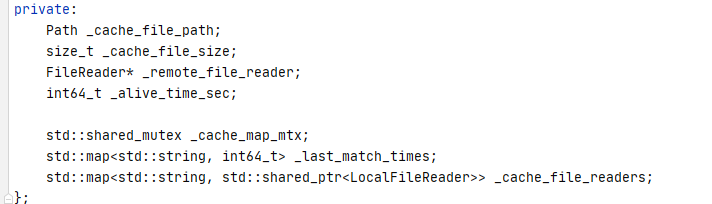 private:
    Path _cache_file_path;
    size_t _cache_file_size;
    FileReader* _remote_file_reader;
    int64_t _alive_time_sec;

    std::shared_mutex _cache_map_mtx;
    std::map<std::string, int64_t> _last_match_times;
    std::map<std::string, std::shared_ptr<LocalFileReader>> _cache_file_readers;
};